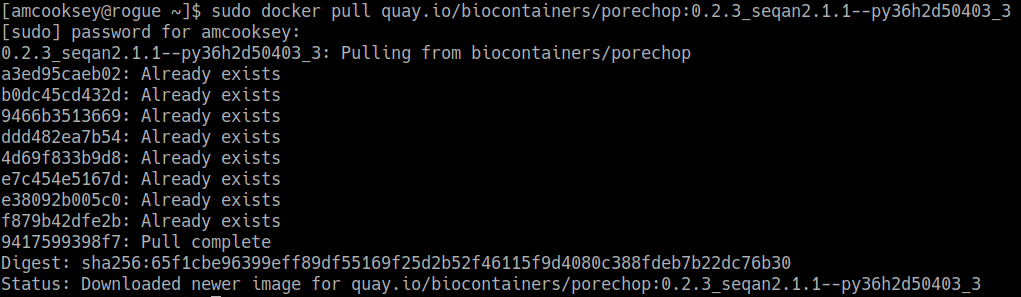 [amcooksey@rogue ~]$ sudo docker pull quay.io/biocontainers/porechop:0.2.3_seqan2.1.1--py36h2d50403_3
[sudo] password for amcooksey:
0.2.3_seqan2.1.1--py36h2d50403_3: Pulling from biocontainers/porechop
a3ed95caeb02: Already exists
b0dc45cd432d: Already exists
9466b3513669: Already exists
ddd482ea7b54: Already exists
4d69f833b9d8: Already exists
e7c454e5167d: Already exists
e38092b005c0: Already exists
f879b42dfe2b: Already exists
9417599398f7: Pull complete
Digest: sha256:65f1cbe96399eff89df55169f25d2b52f46115f9d4080c388fdeb7b22dc76b30
Status: Downloaded newer image for quay.io/biocontainers/porechop:0.2.3_seqan2.1.1--py36h2d50403_3